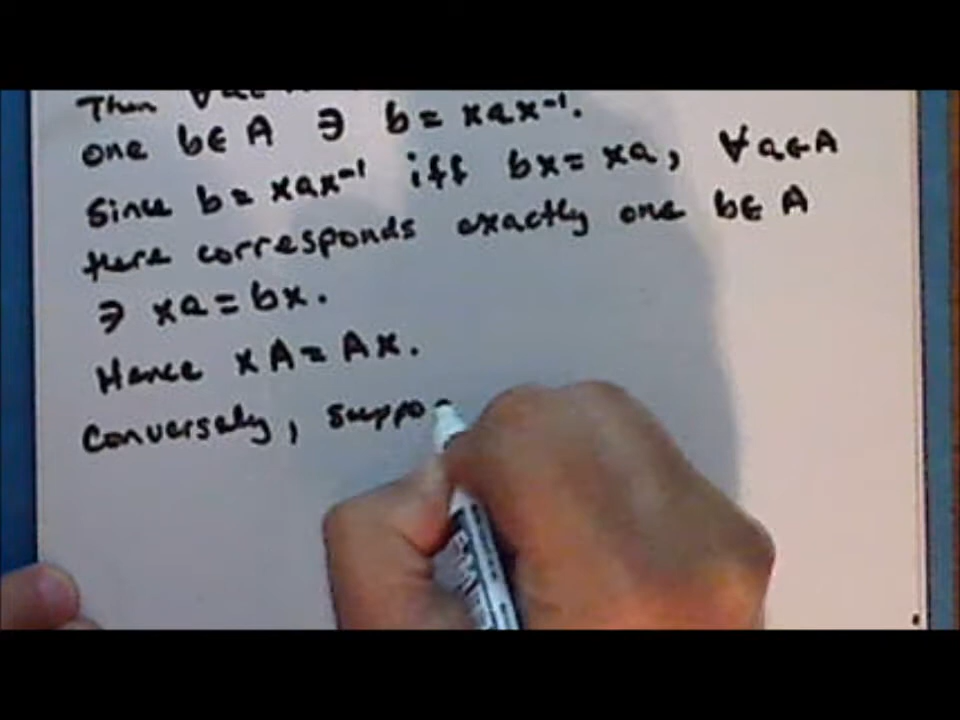 Then ∀
one b∈A ∋ b=xax⁻¹.
Since b=xax⁻¹ iff bx=xa, ∀a∈A
there corresponds exactly one b∈A
∋ xa=bx.
Hence xA=Ax.
Conversely, suppo